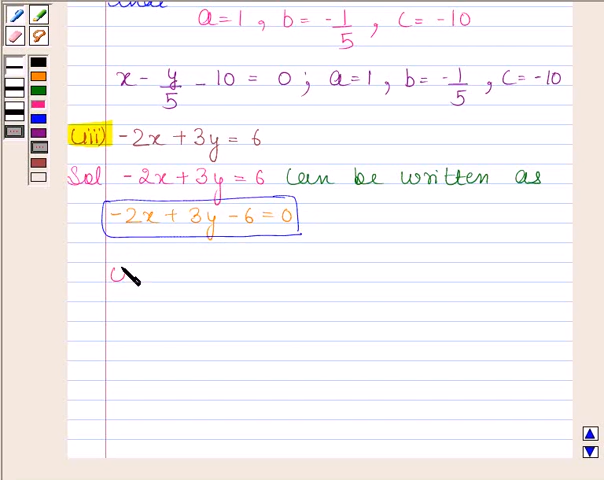 a = 1 , b = -1/5 , c = -10
x - y/5 - 10 = 0 ; a = 1 , b = -1/5 , c = -10
(iii) -2x + 3y = 6
Sol -2x + 3y = 6 can be written as
-2x + 3y - 6 = 0